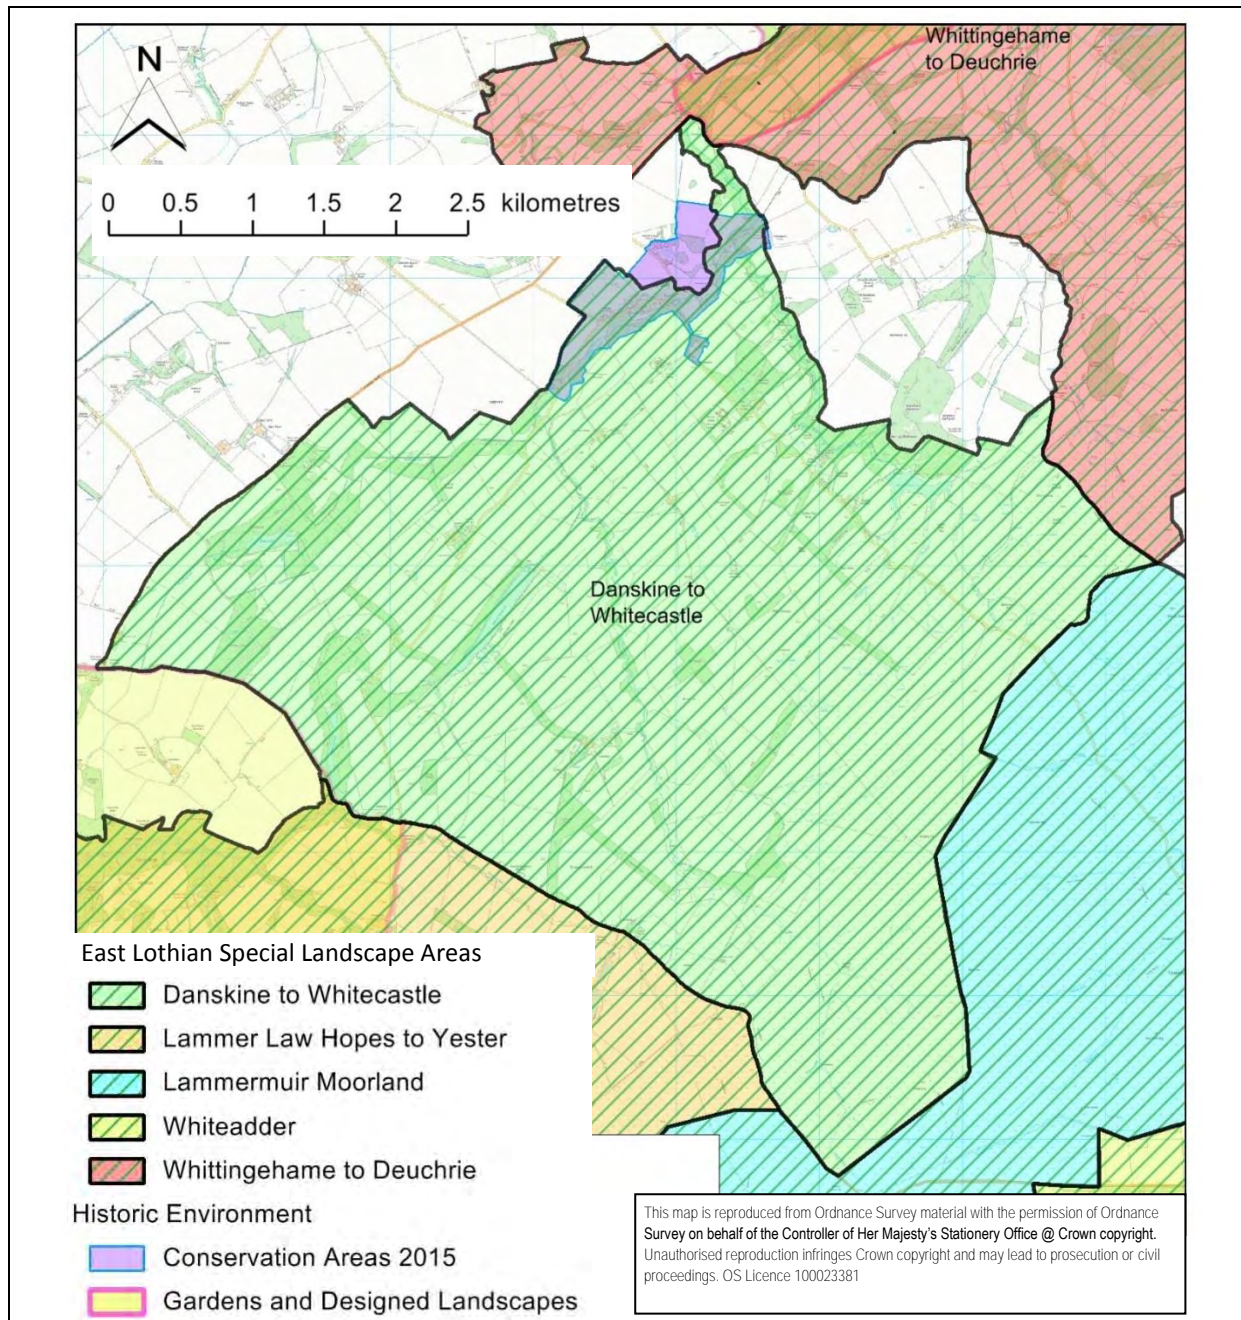 Whittingehame
to Deuchrie
N
0 0.5 1 1.5 2 2.5 kilometres
Danskine to
Whitecastle
East Lothian Special Landscape Areas
Danskine to Whitecastle
Lammer Law Hopes to Yester
Lammermuir Moorland
Whiteadder
Whittingehame to Deuchrie
Historic Environment
Conservation Areas 2015
Gardens and Designed Landscapes
This map is reproduced from Ordnance Survey material with the permission of Ordnance
Survey on behalf of the Controller of Her Majesty's Stationery Office @ Crown copyright.
Unauthorised reproduction infringes Crown copyright and may lead to prosecution or civil
proceedings. OS Licence 100023381